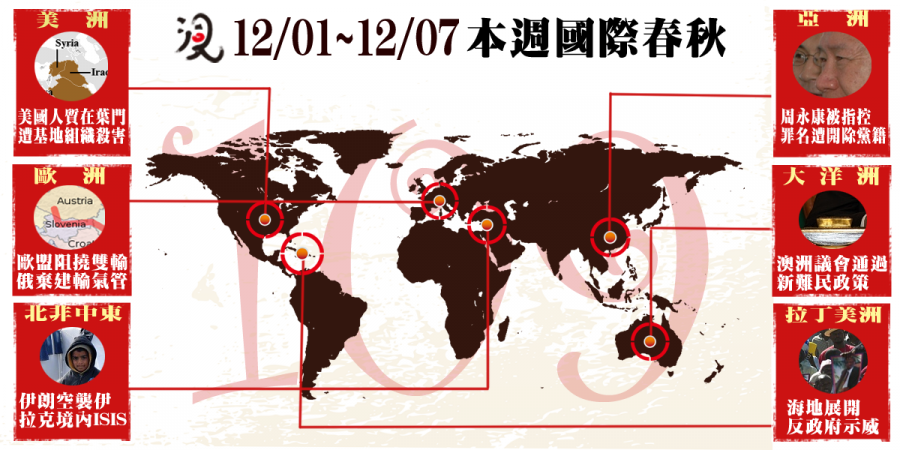 12/01~12/07 本週國際春秋
美洲
Syria
Iraq
美國人質在葉門
遭基地組織殺害
歐洲
Austria
Slovenia
Croat
歐盟阻撓雙輸
俄棄建輸氣管
北非中東
伊朗空襲伊
拉克境內ISIS
亞洲
周永康被指控
罪名遭開除黨籍
大洋洲
澳洲議會通過
新難民政策
拉丁美洲
海地展開
反政府示威
109